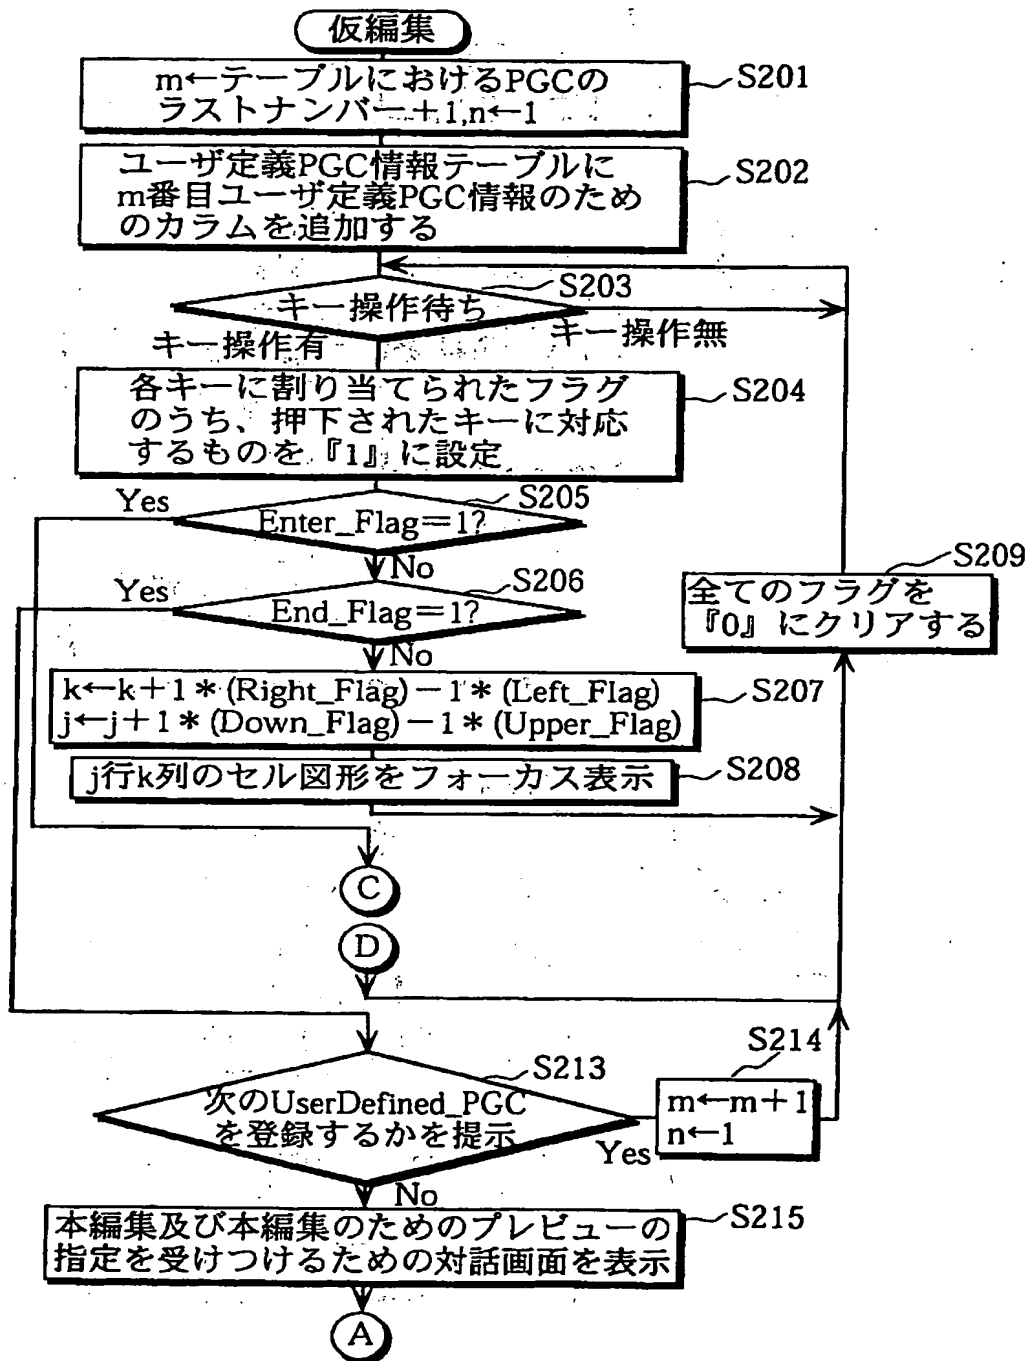 仮編集
m←テーブルにおけるPGCの
ラストナンバー＋1,n←1
S201
ユーザ定義PGC情報テーブルに
m番目ユーザ定義PGC情報のため
のカラムを追加する
S202
S203
キー操作待ち
キー操作有
キー操作無
各キーに割り当てられたフラグ
のうち、押下されたキーに対応
するものを『1』に設定
S204
Yes
S205
Enter_Flag＝1?
No
Yes
S206
End_Flag＝1?
No
S209
全てのフラグを
『0』にクリアする
k←k＋1＊(Right_Flag)－1＊(Left_Flag)
j←j＋1＊(Down_Flag)－1＊(Upper_Flag)
S207
j行k列のセル図形をフォーカス表示
S208
C
D
S213
次のUserDefined_PGC
を登録するかを提示
Yes
S214
m←m＋1
n←1
No
本編集及び本編集のためのプレビューの
指定を受けつけるための対話画面を表示
S215
A